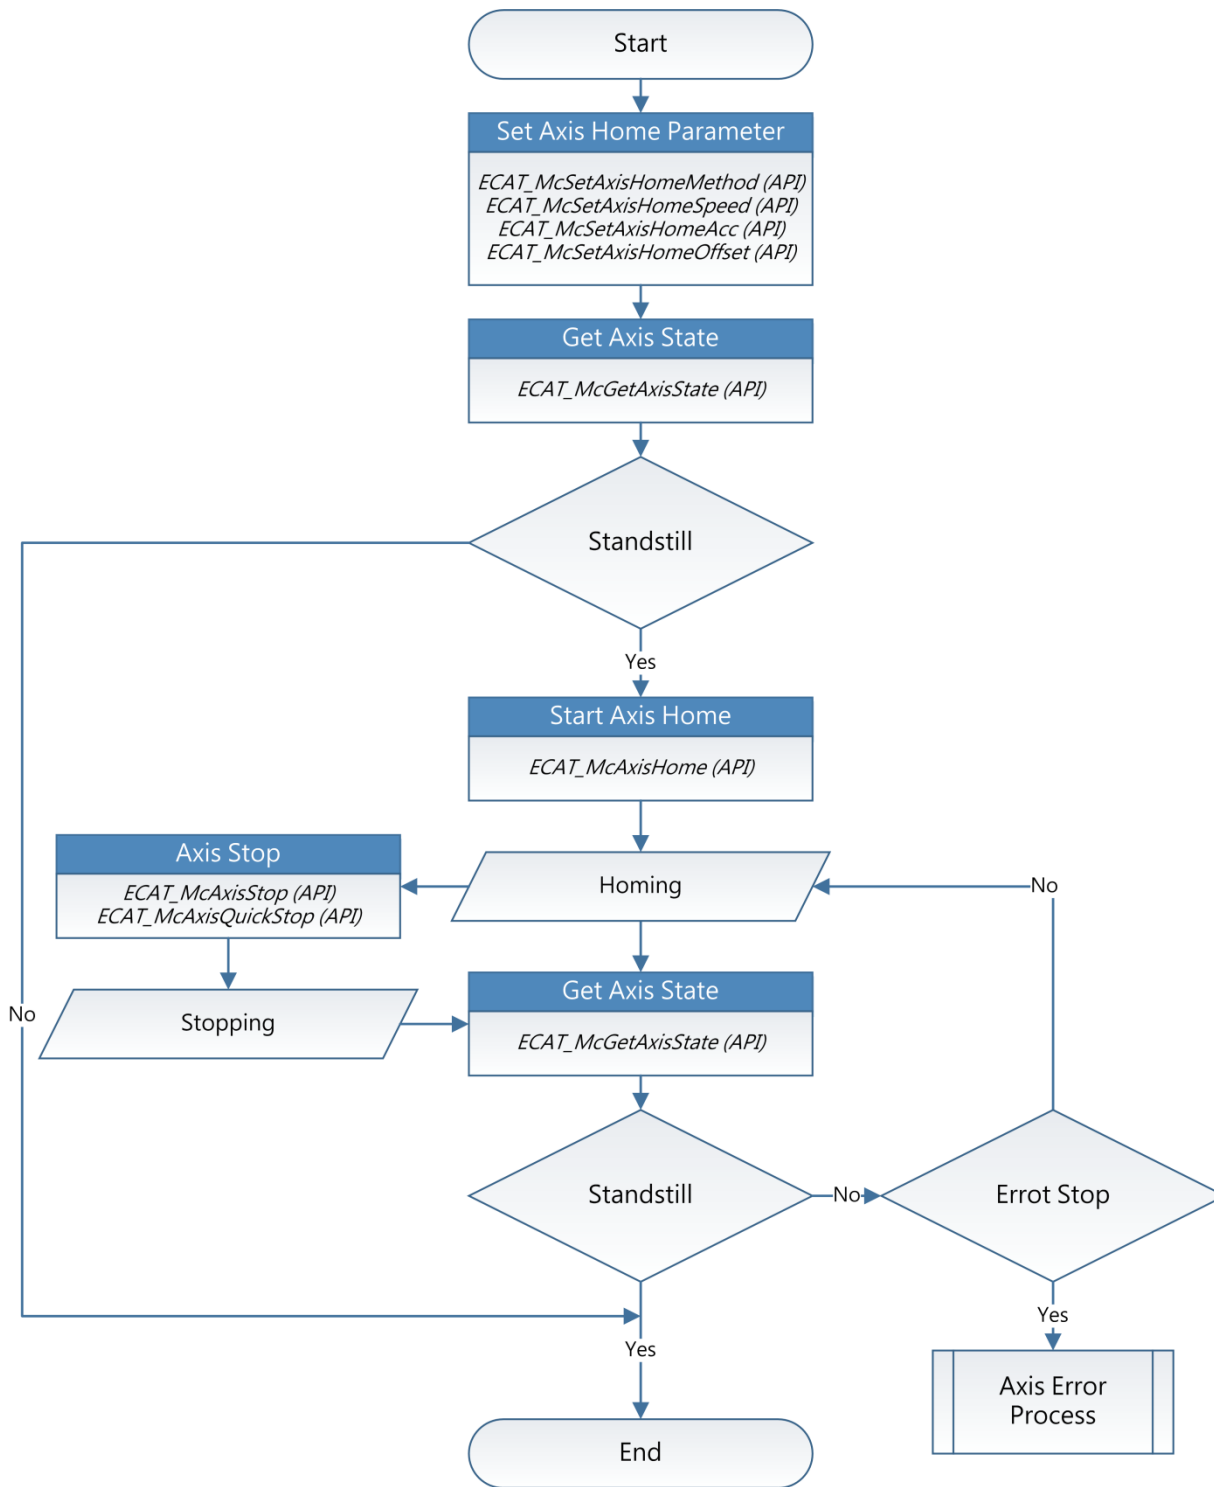 Start
Set Axis Home Parameter
ECAT_McSetAxisHomeMethod (API)
ECAT_McSetAxisHomeSpeed (API)
ECAT_McSetAxisHomeAcc (API)
ECAT_McSetAxisHomeOffset (API)
Get Axis State
ECAT_McGetAxisState (API)
Standstill
Yes
Start Axis Home
ECAT_McAxisHome (API)
Axis Stop
ECAT_McAxisStop (API)
ECAT_McAxisQuickStop (API)
Homing
No
No
Stopping
Get Axis State
ECAT_McGetAxisState (API)
Standstill
No
Errot Stop
Yes
Yes
Axis Error
Process
End